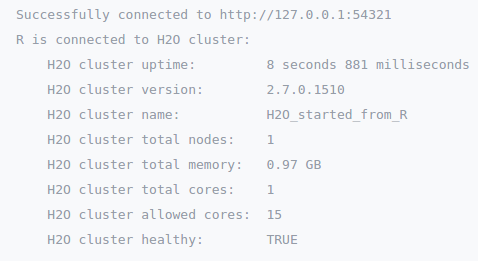 Successfully connected to http://127.0.0.1:54321
R is connected to H2O cluster:
H2O cluster uptime: 8 seconds 881 milliseconds
H2O cluster version: 2.7.0.1510
H2O cluster name: H2O_started_from_R
H2O cluster total nodes: 1
H2O cluster total memory: 0.97 GB
H2O cluster total cores: 1
H2O cluster allowed cores: 15
H2O cluster healthy: TRUE